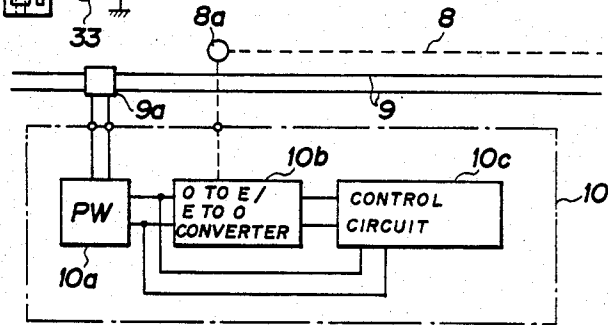 33
8a
8
9a
9
10b
10c
10
PW
O TO E /
E TO O
CONVERTER
CONTROL
CIRCUIT
10a